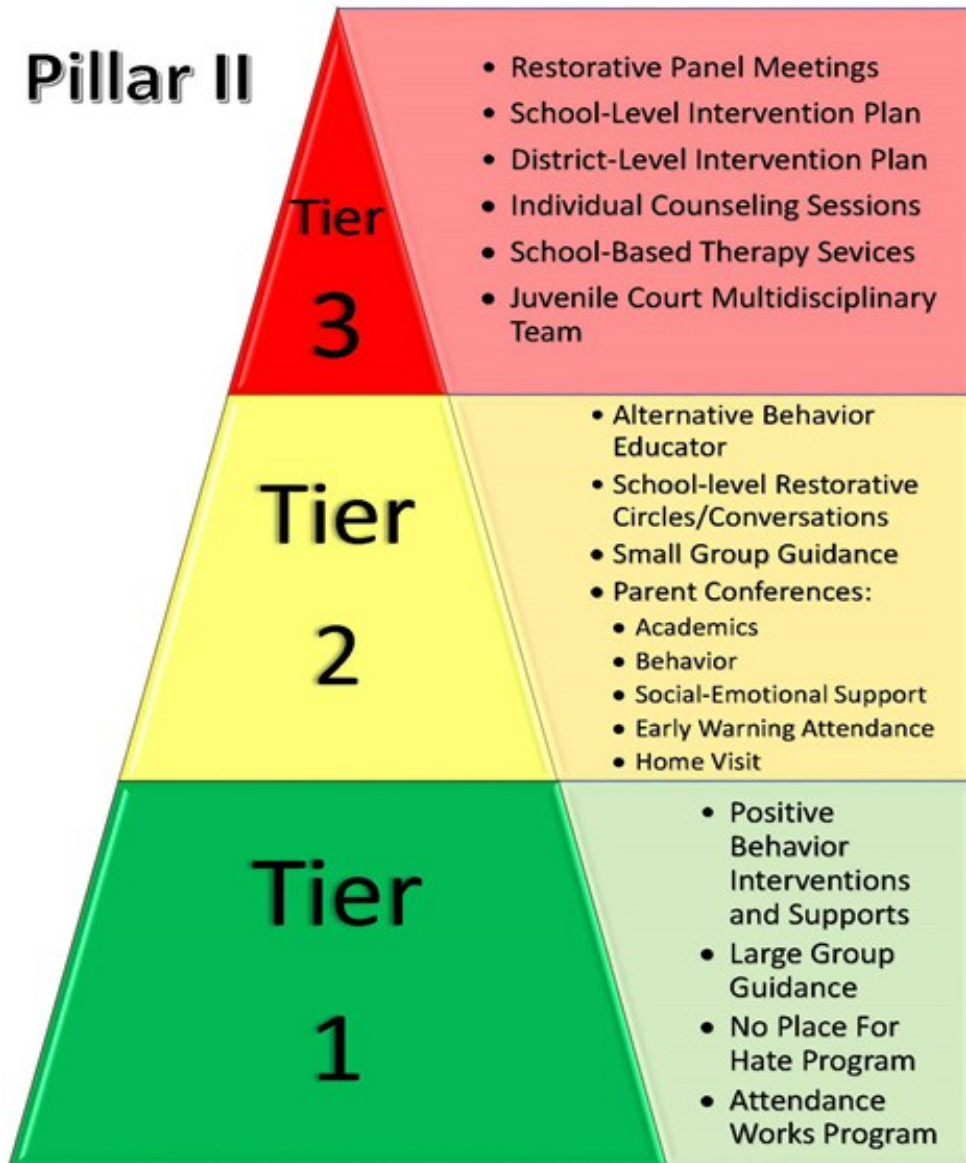 Pillar II
Tier
3
• Restorative Panel Meetings
• School-Level Intervention Plan
• District-Level Intervention Plan
• Individual Counseling Sessions
• School-Based Therapy Sevices
• Juvenile Court Multidisciplinary
Team
Tier
2
• Alternative Behavior
Educator
• School-level Restorative
Circles/Conversations
• Small Group Guidance
• Parent Conferences:
• Academics
• Behavior
• Social-Emotional Support
• Early Warning Attendance
• Home Visit
Tier
1
• Positive
Behavior
Interventions
and Supports
• Large Group
Guidance
• No Place For
Hate Program
• Attendance
Works Program